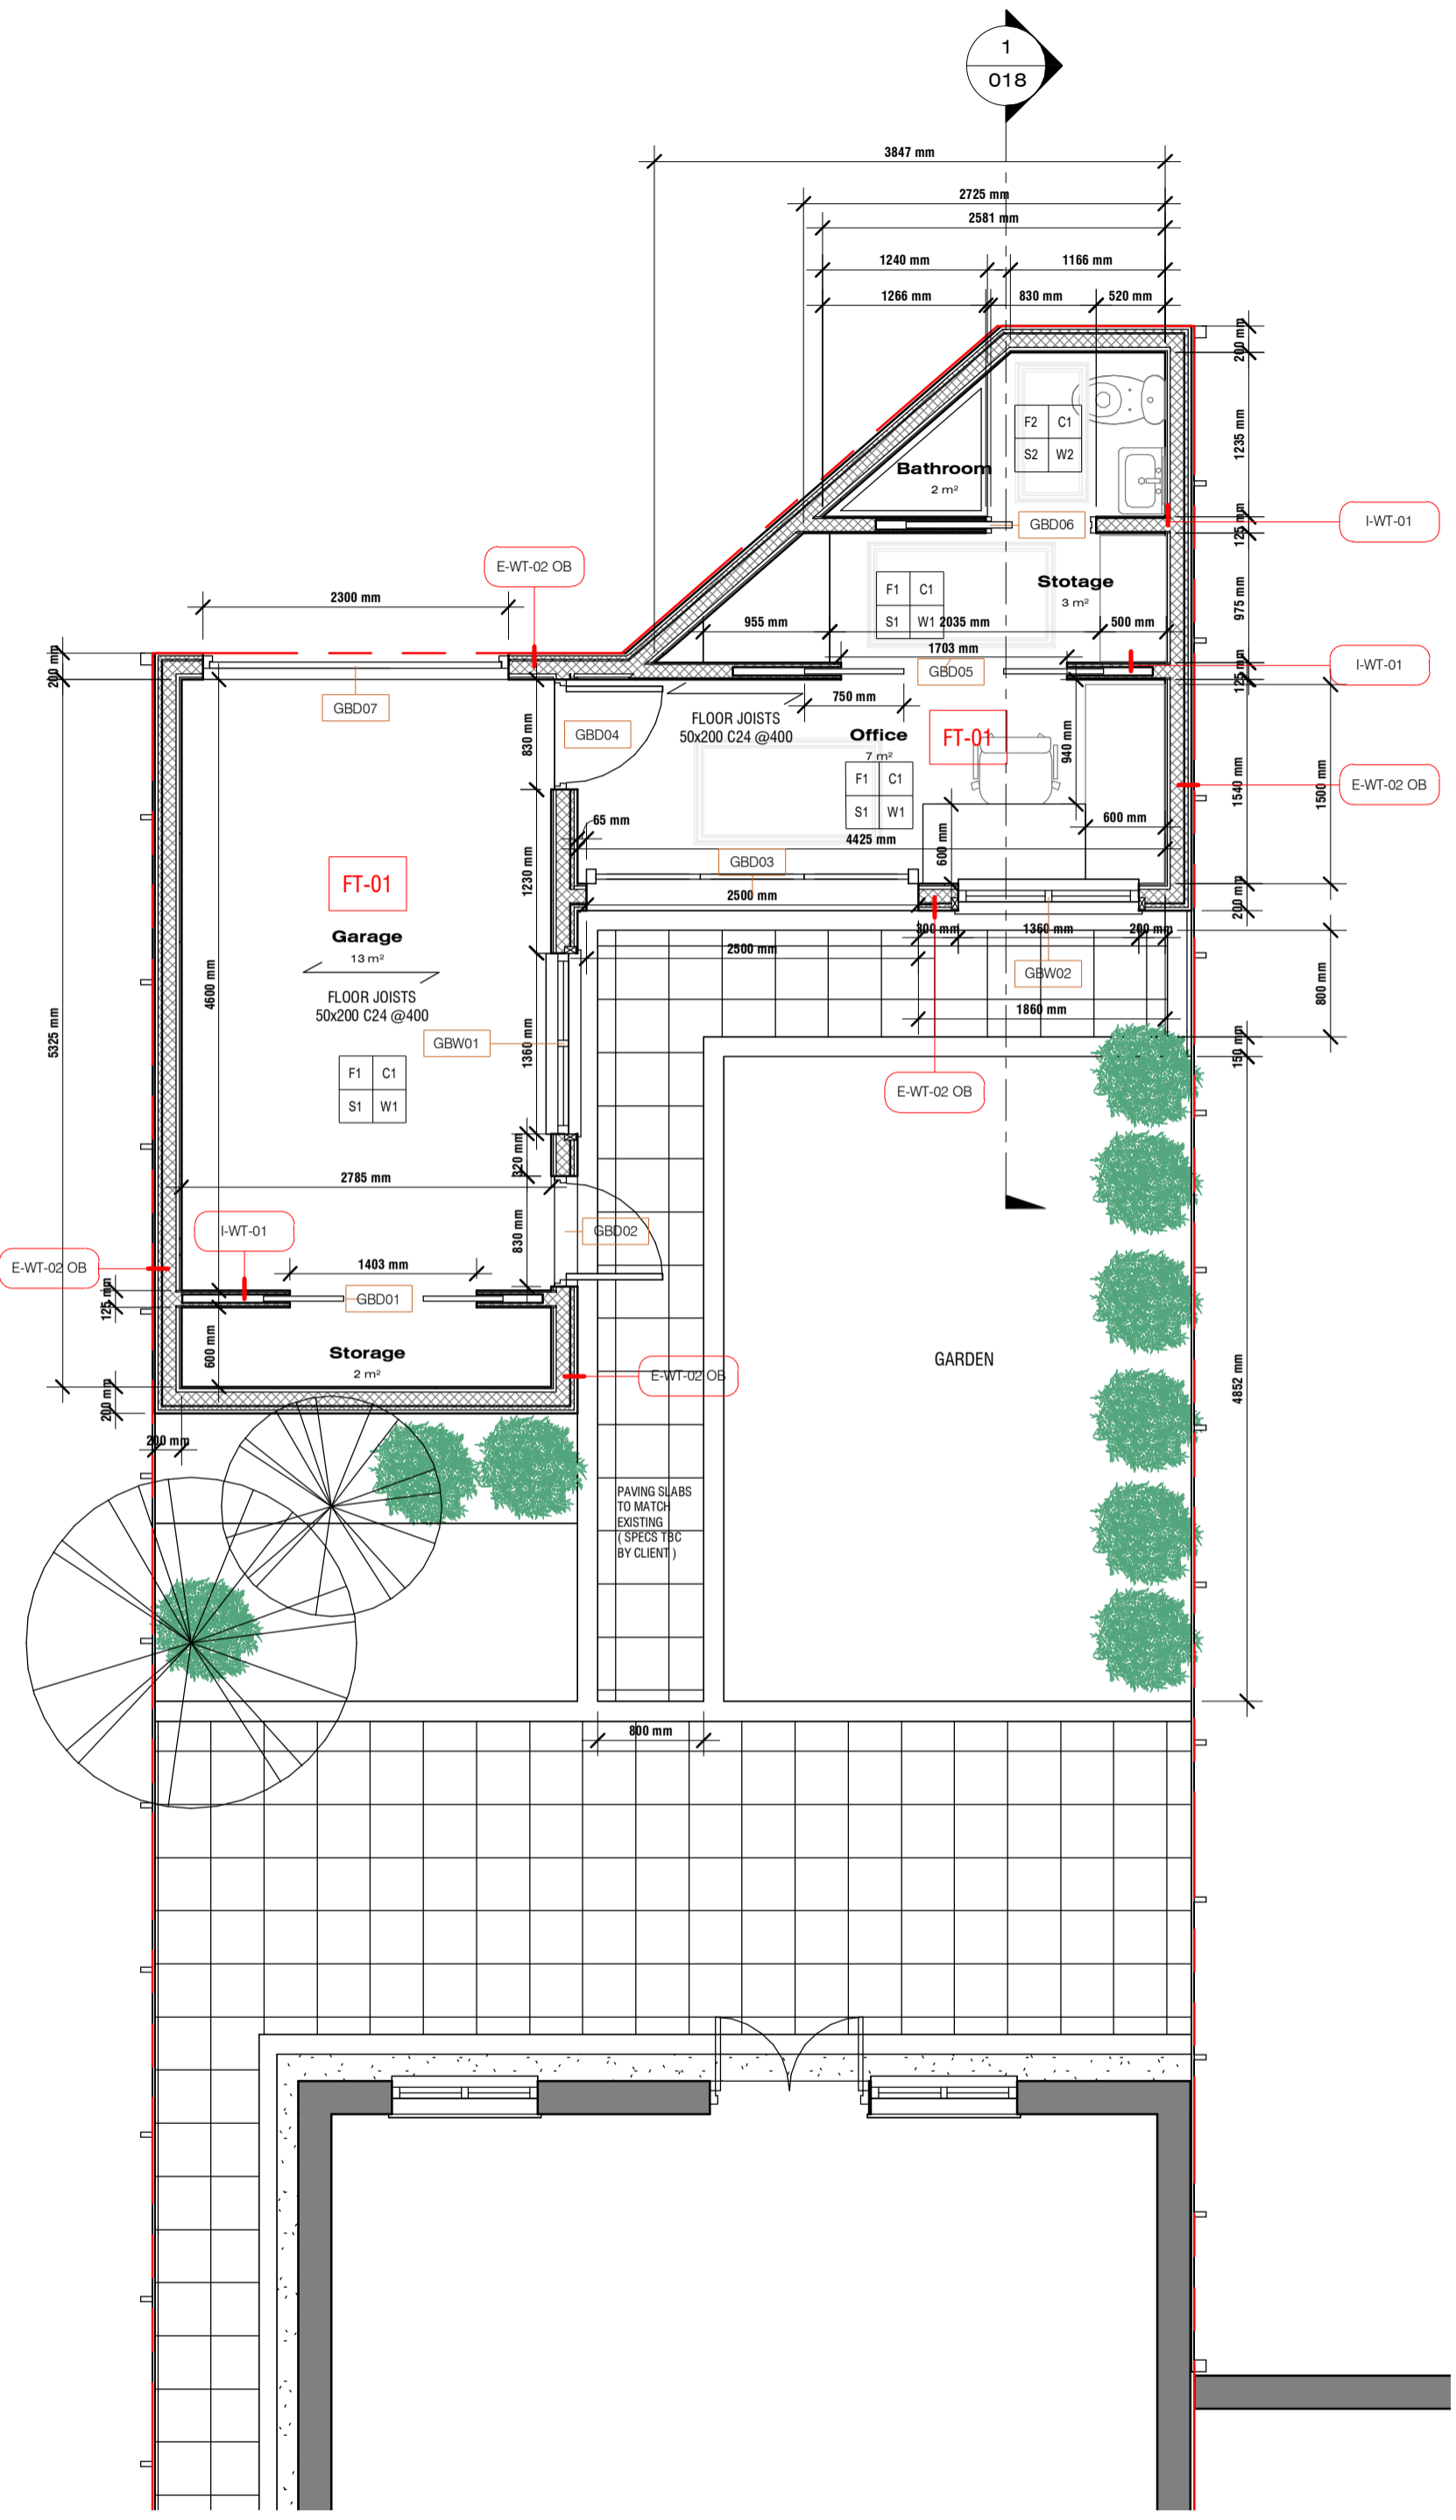 1
018
3847 mm
2725 mm
2581 mm
1240 mm
1166 mm
1266 mm
830 mm
520 mm
200 mm
F2 C1
S2 W2
1235 mm
Bathroom
2 m²
GBD06
I-WT-01
125 mm
E-WT-02 OB
F1 C1
S1 W1
Stotage
3 m²
975 mm
2300 mm
955 mm
2035 mm
500 mm
1703 mm
200 mm
GBD05
I-WT-01
125 mm
GBD07
750 mm
FLOOR JOISTS
50x200 C24 @400
GBD04
830 mm
Office
7 m²
FT-01
940 mm
F1 C1
S1 W1
1540 mm
1500 mm
E-WT-02 OB
65 mm
600 mm
600 mm
4425 mm
GBD03
FT-01
1230 mm
2500 mm
200 mm
Garage
13 m²
300 mm
1360 mm
200 mm
2500 mm
GBW02
800 mm
4600 mm
FLOOR JOISTS
50x200 C24 @400
1860 mm
5325 mm
GBW01
1360 mm
150 mm
F1 C1
S1 W1
E-WT-02 OB
320 mm
2785 mm
I-WT-01
830 mm
GBD02
E-WT-02 OB
1403 mm
GBD01
125 mm
Storage
2 m²
600 mm
GARDEN
E-WT-02 OB
4852 mm
200 mm
200 mm
PAVING SLABS
TO MATCH
EXISTING
( SPECS TBC
BY CLIENT )
800 mm